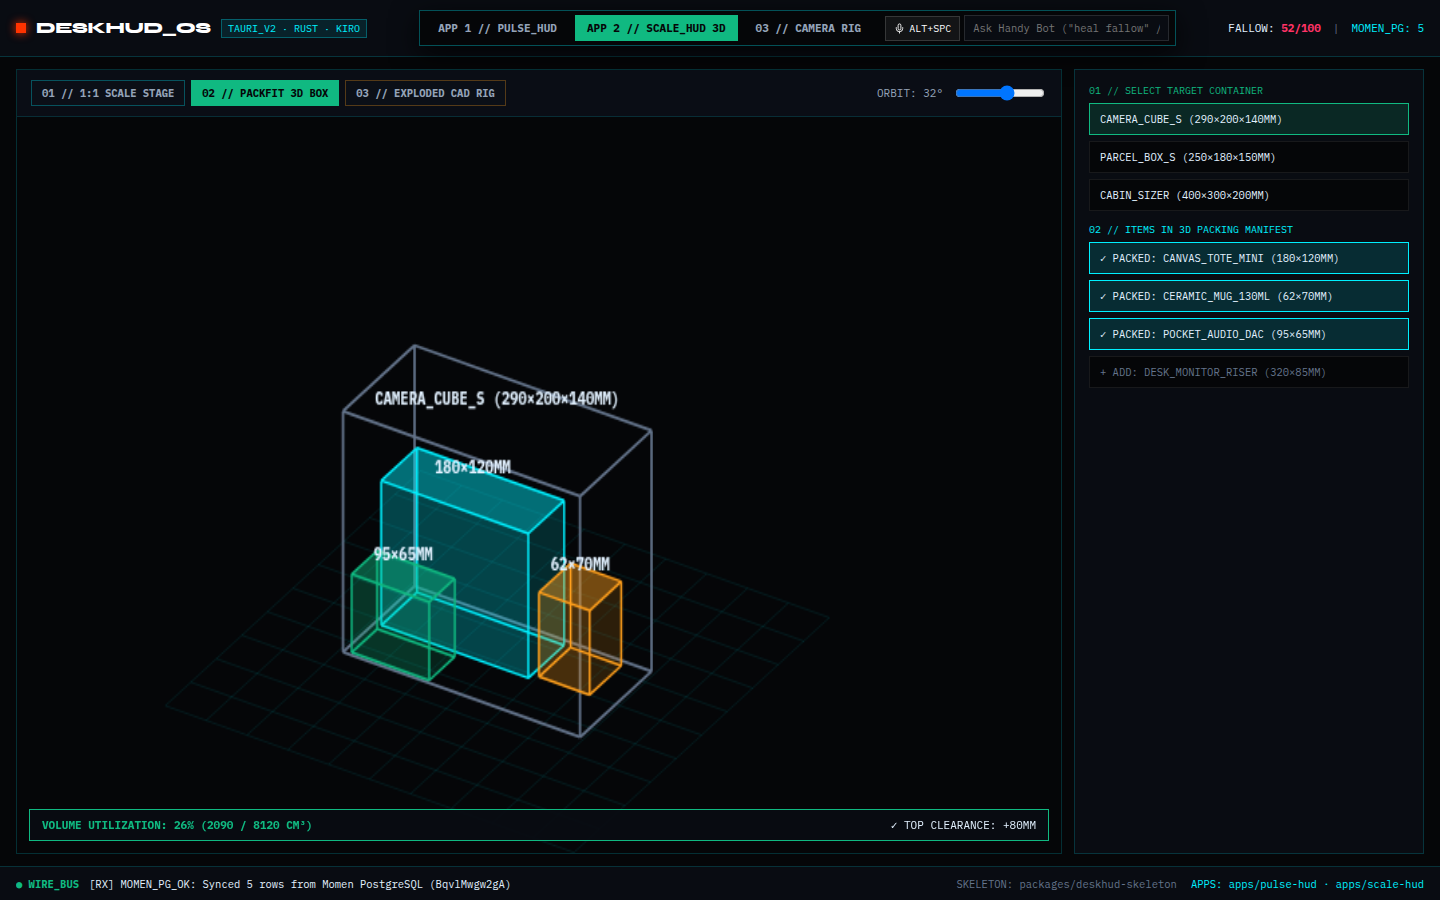 DESKHUD_OS
TAURI_V2 · RUST · KIRO
APP 1 // PULSE_HUD
APP 2 // SCALE_HUD 3D
03 // CAMERA RIG
ALT+SPC
Ask Handy Bot ("heal fallow" /
FALLOW: 52/100 | MOMEN_PG: 5
01 // 1:1 SCALE STAGE
02 // PACKFIT 3D BOX
03 // EXPLODED CAD RIG
ORBIT: 32°
CAMERA_CUBE_S (290×200×140MM)
180×120MM
95×65MM
62×70MM
VOLUME UTILIZATION: 26% (2090 / 8120 CM³)
✓ TOP CLEARANCE: +80MM
01 // SELECT TARGET CONTAINER
CAMERA_CUBE_S (290×200×140MM)
PARCEL_BOX_S (250×180×150MM)
CABIN_SIZER (400×300×200MM)
02 // ITEMS IN 3D PACKING MANIFEST
✓ PACKED: CANVAS_TOTE_MINI (180×120MM)
✓ PACKED: CERAMIC_MUG_130ML (62×70MM)
✓ PACKED: POCKET_AUDIO_DAC (95×65MM)
+ ADD: DESK_MONITOR_RISER (320×85MM)
● WIRE_BUS [RX] MOMEN_PG_OK: Synced 5 rows from Momen PostgreSQL (BqvlMwgw2gA)
SKELETON: packages/deskhud-skeleton
APPS: apps/pulse-hud · apps/scale-hud